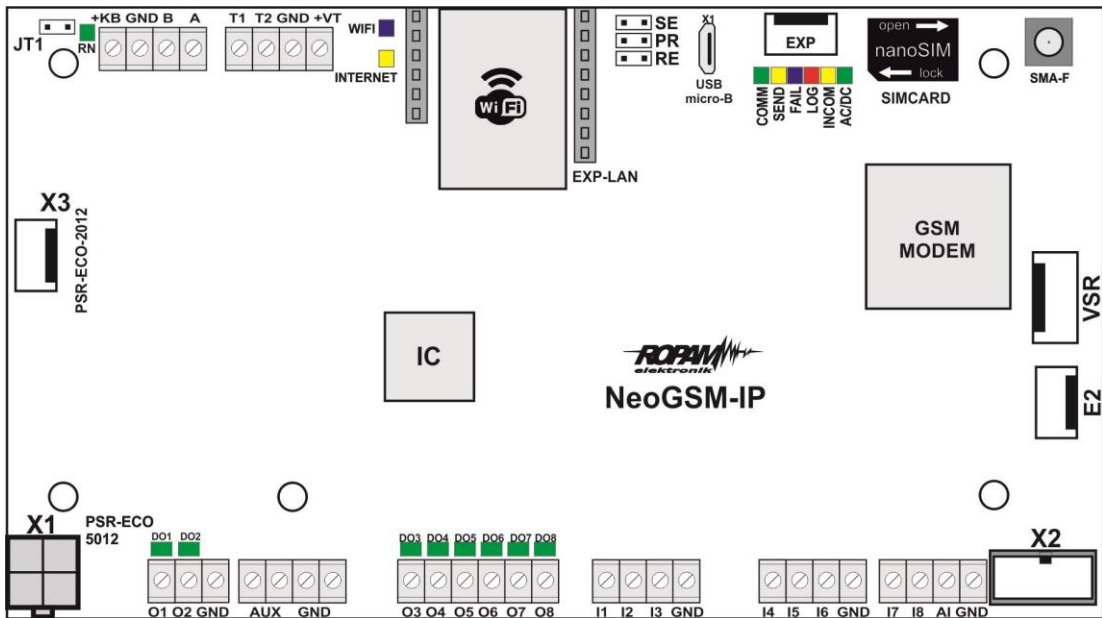 JT1
RN
+KB GND B A
T1 T2 GND +VT
WIFI
INTERNET
Wi Fi
EXP-LAN
SE
PR
RE
X1
USB
micro-B
EXP
COMM
SEND
FAIL
LOG
INCOM
AC/DC
open
nanoSIM
lock
SIMCARD
SMA-F
X3
PSR-ECO-2012
GSM
MODEM
VSR
IC
ROPAM
elektronik
NeoGSM-IP
E2
X1
PSR-ECO
5012
DO1 DO2
O1 O2 GND
AUX GND
DO3 DO4 DO5 DO6 DO7 DO8
O3 O4 O5 O6 O7 O8
I1 I2 I3 GND
I4 I5 I6 GND
I7 I8 AI GND
X2